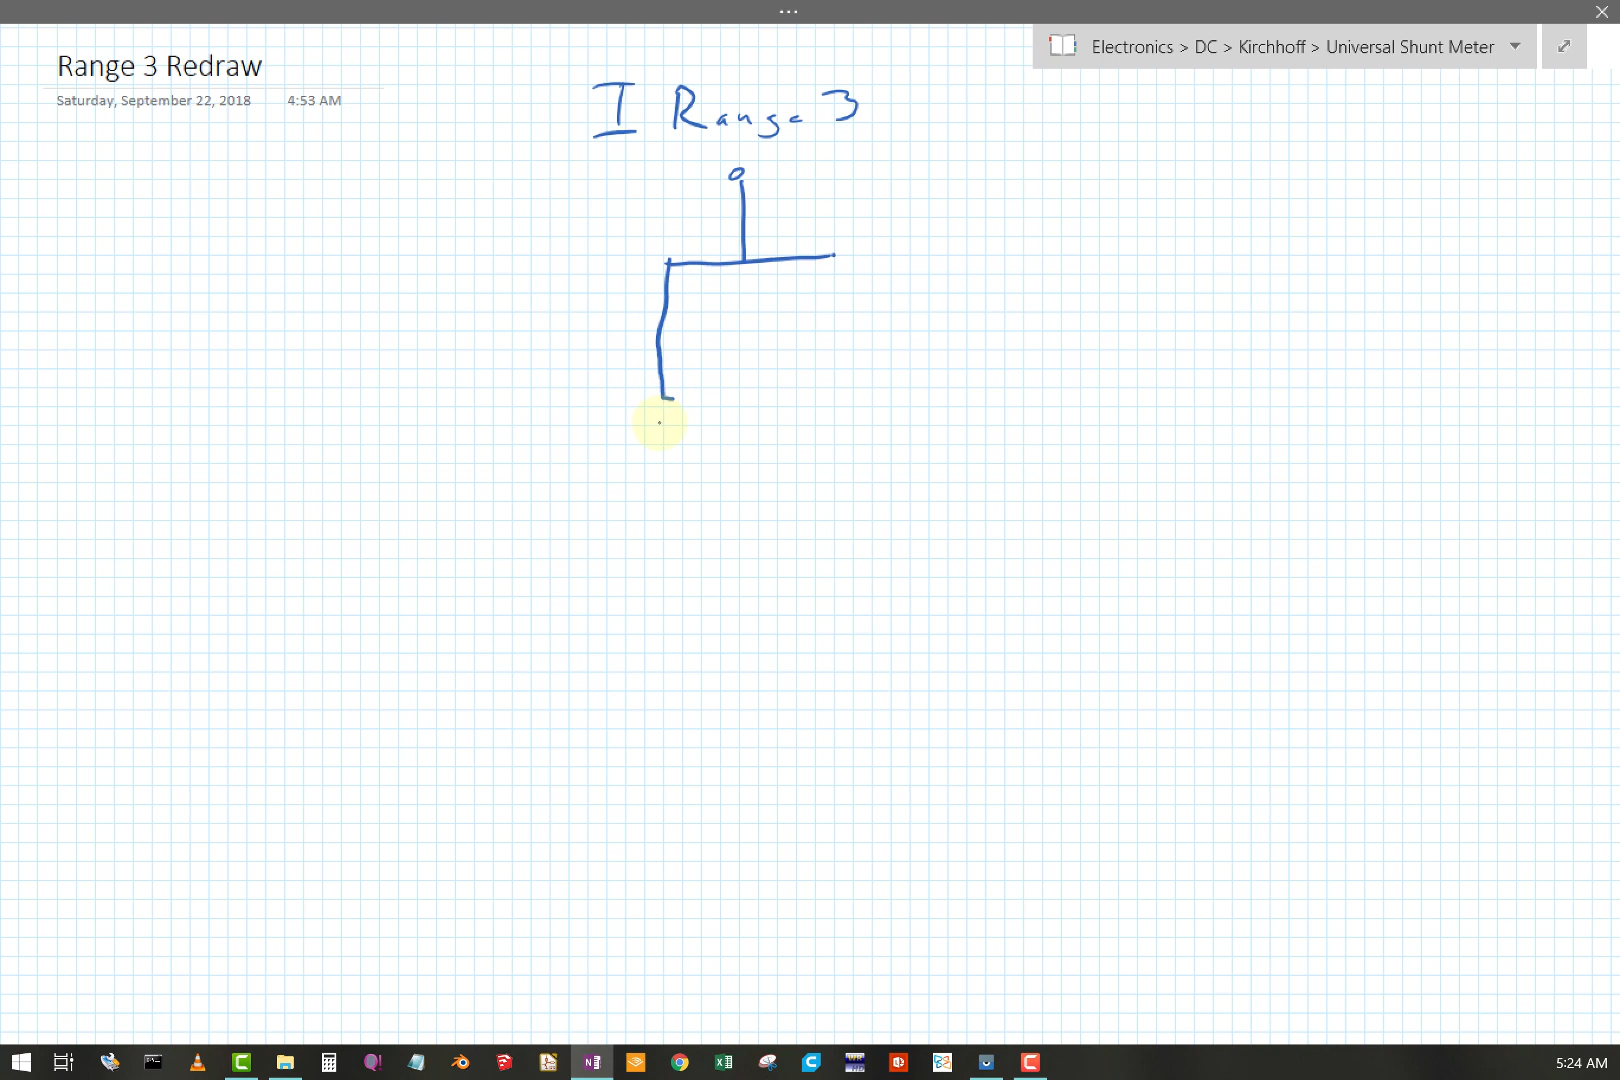 Electronics > DC > Kirchhoff > Universal Shunt Meter
Range 3 Redraw
Saturday, September 22, 2018 4:53 AM
I Range 3
5:24 AM